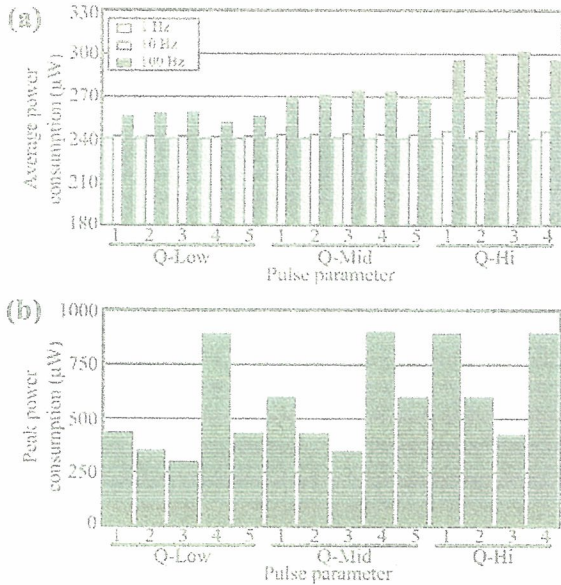 (a)
330
300
270
240
210
180
Average power
consumption (µW)
1 Hz
10 Hz
100 Hz
1 2 3 4 5 1 2 3 4 5 1 2 3 4
Q-Low Q-Mid Q-Hi
Pulse parameter
(b)
1000
750
500
250
0
Peak power
consumption (µW)
1 2 3 4 5 1 2 3 4 5 1 2 3 4
Q-Low Q-Mid Q-Hi
Pulse parameter